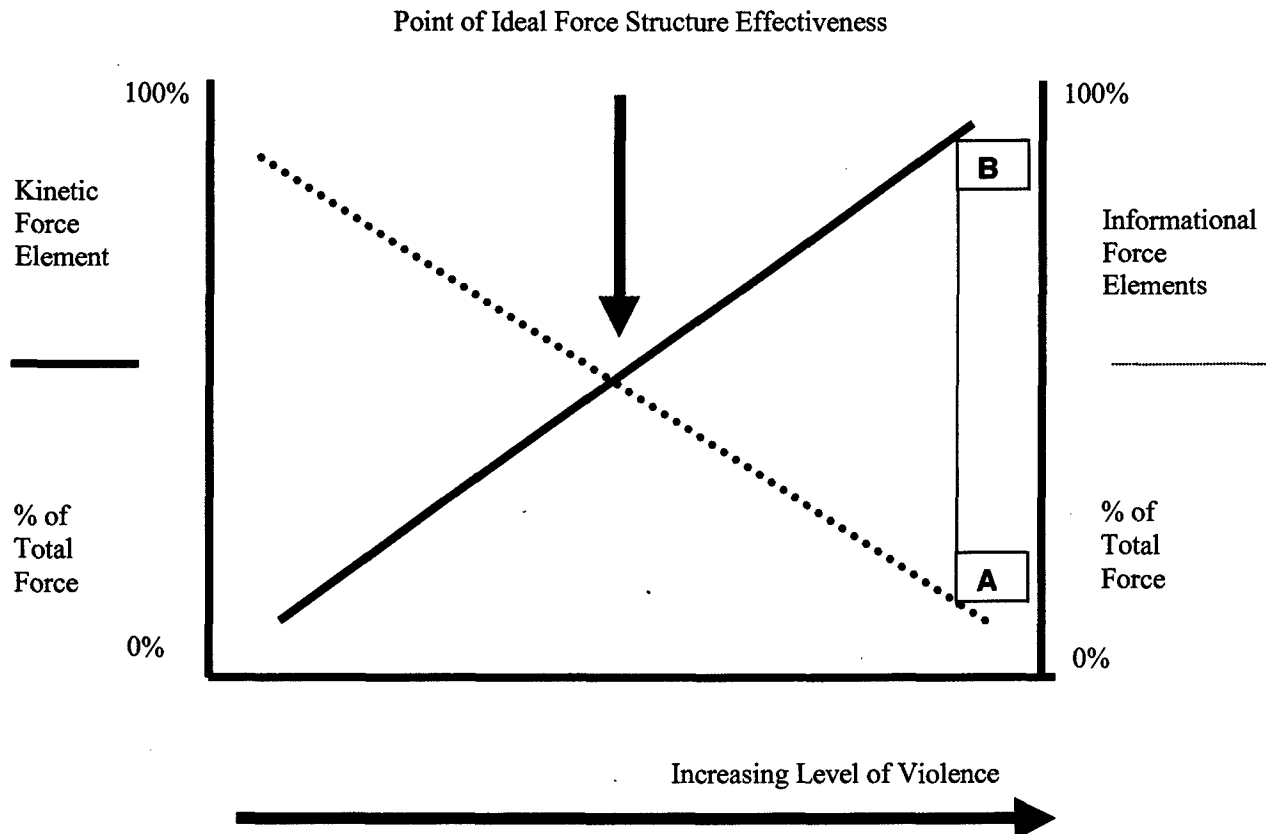 Point of Ideal Force Structure Effectiveness
100%
100%
Kinetic
Force
Element
B
Informational
Force
Elements
% of
Total
Force
A
% of
Total
Force
0%
0%
Increasing Level of Violence